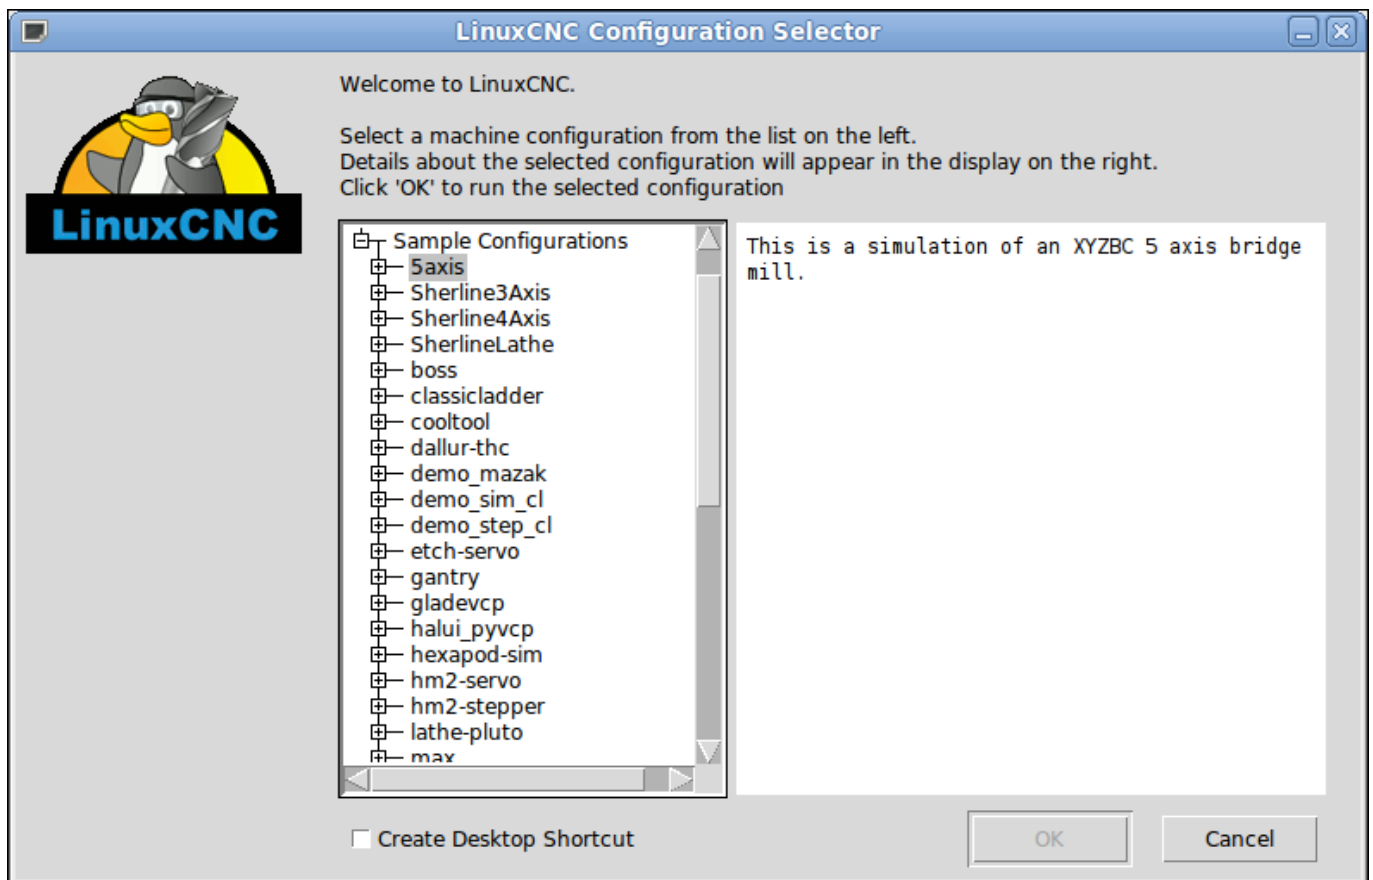 LinuxCNC Configuration Selector
LinuxCNC
Welcome to LinuxCNC.
Select a machine configuration from the list on the left.
Details about the selected configuration will appear in the display on the right.
Click 'OK' to run the selected configuration
Sample Configurations
5axis
Sherline3Axis
Sherline4Axis
SherlineLathe
boss
classicladder
cooltool
dallur-thc
demo_mazak
demo_sim_cl
demo_step_cl
etch-servo
gantry
gladevcp
halui_pyvcp
hexapod-sim
hm2-servo
hm2-stepper
lathe-pluto
max
This is a simulation of an XYZBC 5 axis bridge
mill.
Create Desktop Shortcut
OK
Cancel